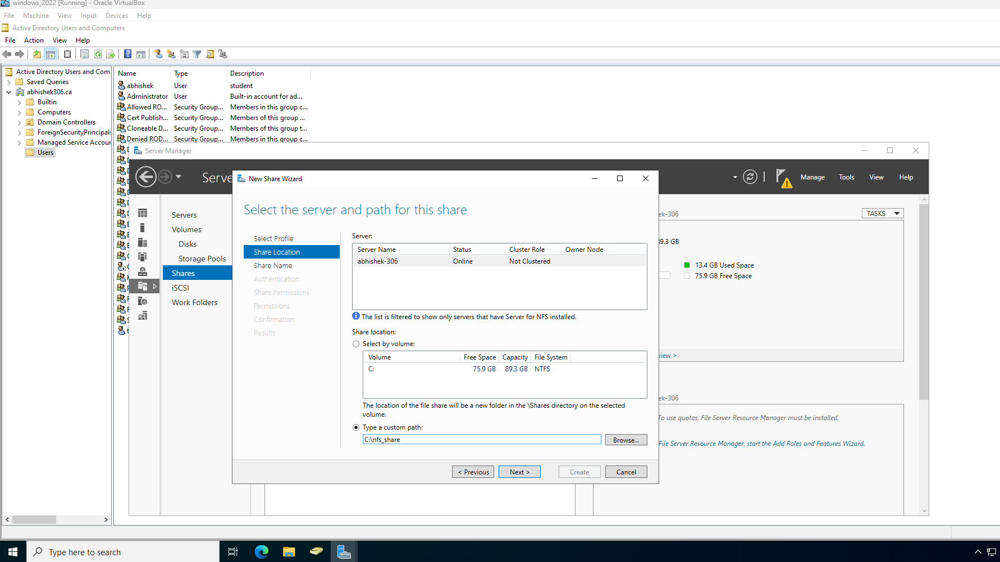 windows_2022 [Running] - Oracle VirtualBox
File Machine View Input Devices Help
Active Directory Users and Computers
File Action View Help
Active Directory Users and Com
Saved Queries
abhishek306.ca
Builtin
Computers
Domain Controllers
ForeignSecurityPrincipals
Managed Service Accour
Users
Name Type Description
abhishek User student
Administrator User Built-in account for ad...
Allowed RO... Security Group... Members in this group c...
Cert Publish... Security Group... Members of this group ...
Cloneable D... Security Group... Members of this group t...
Denied ROD... Security Group... Members in this group c...
Server Manager
Serve
Manage Tools View Help
Servers
Volumes
Disks
Storage Pools
Shares
iSCSI
Work Folders
New Share Wizard
Select the server and path for this share
Select Profile
Share Location
Share Name
Authentication
Share Permissions
Permissions
Confirmation
Results
Server:
Server Name Status Cluster Role Owner Node
abhishek-306 Online Not Clustered
The list is filtered to show only servers that have Server for NFS installed.
Share location:
Select by volume:
Volume Free Space Capacity File System
C: 75.9 GB 89.3 GB NTFS
The location of the file share will be a new folder in the \Shares directory on the selected
volume.
Type a custom path:
C:\nfs_share
Browse...
< Previous Next > Create Cancel
ek-306
TASKS
39.3 GB
13.4 GB Used Space
75.9 GB Free Space
view >
ek-306
To use quotas, File Server Resource Manager must be installed.
File Server Resource Manager, start the Add Roles and Features Wizard.
Type here to search